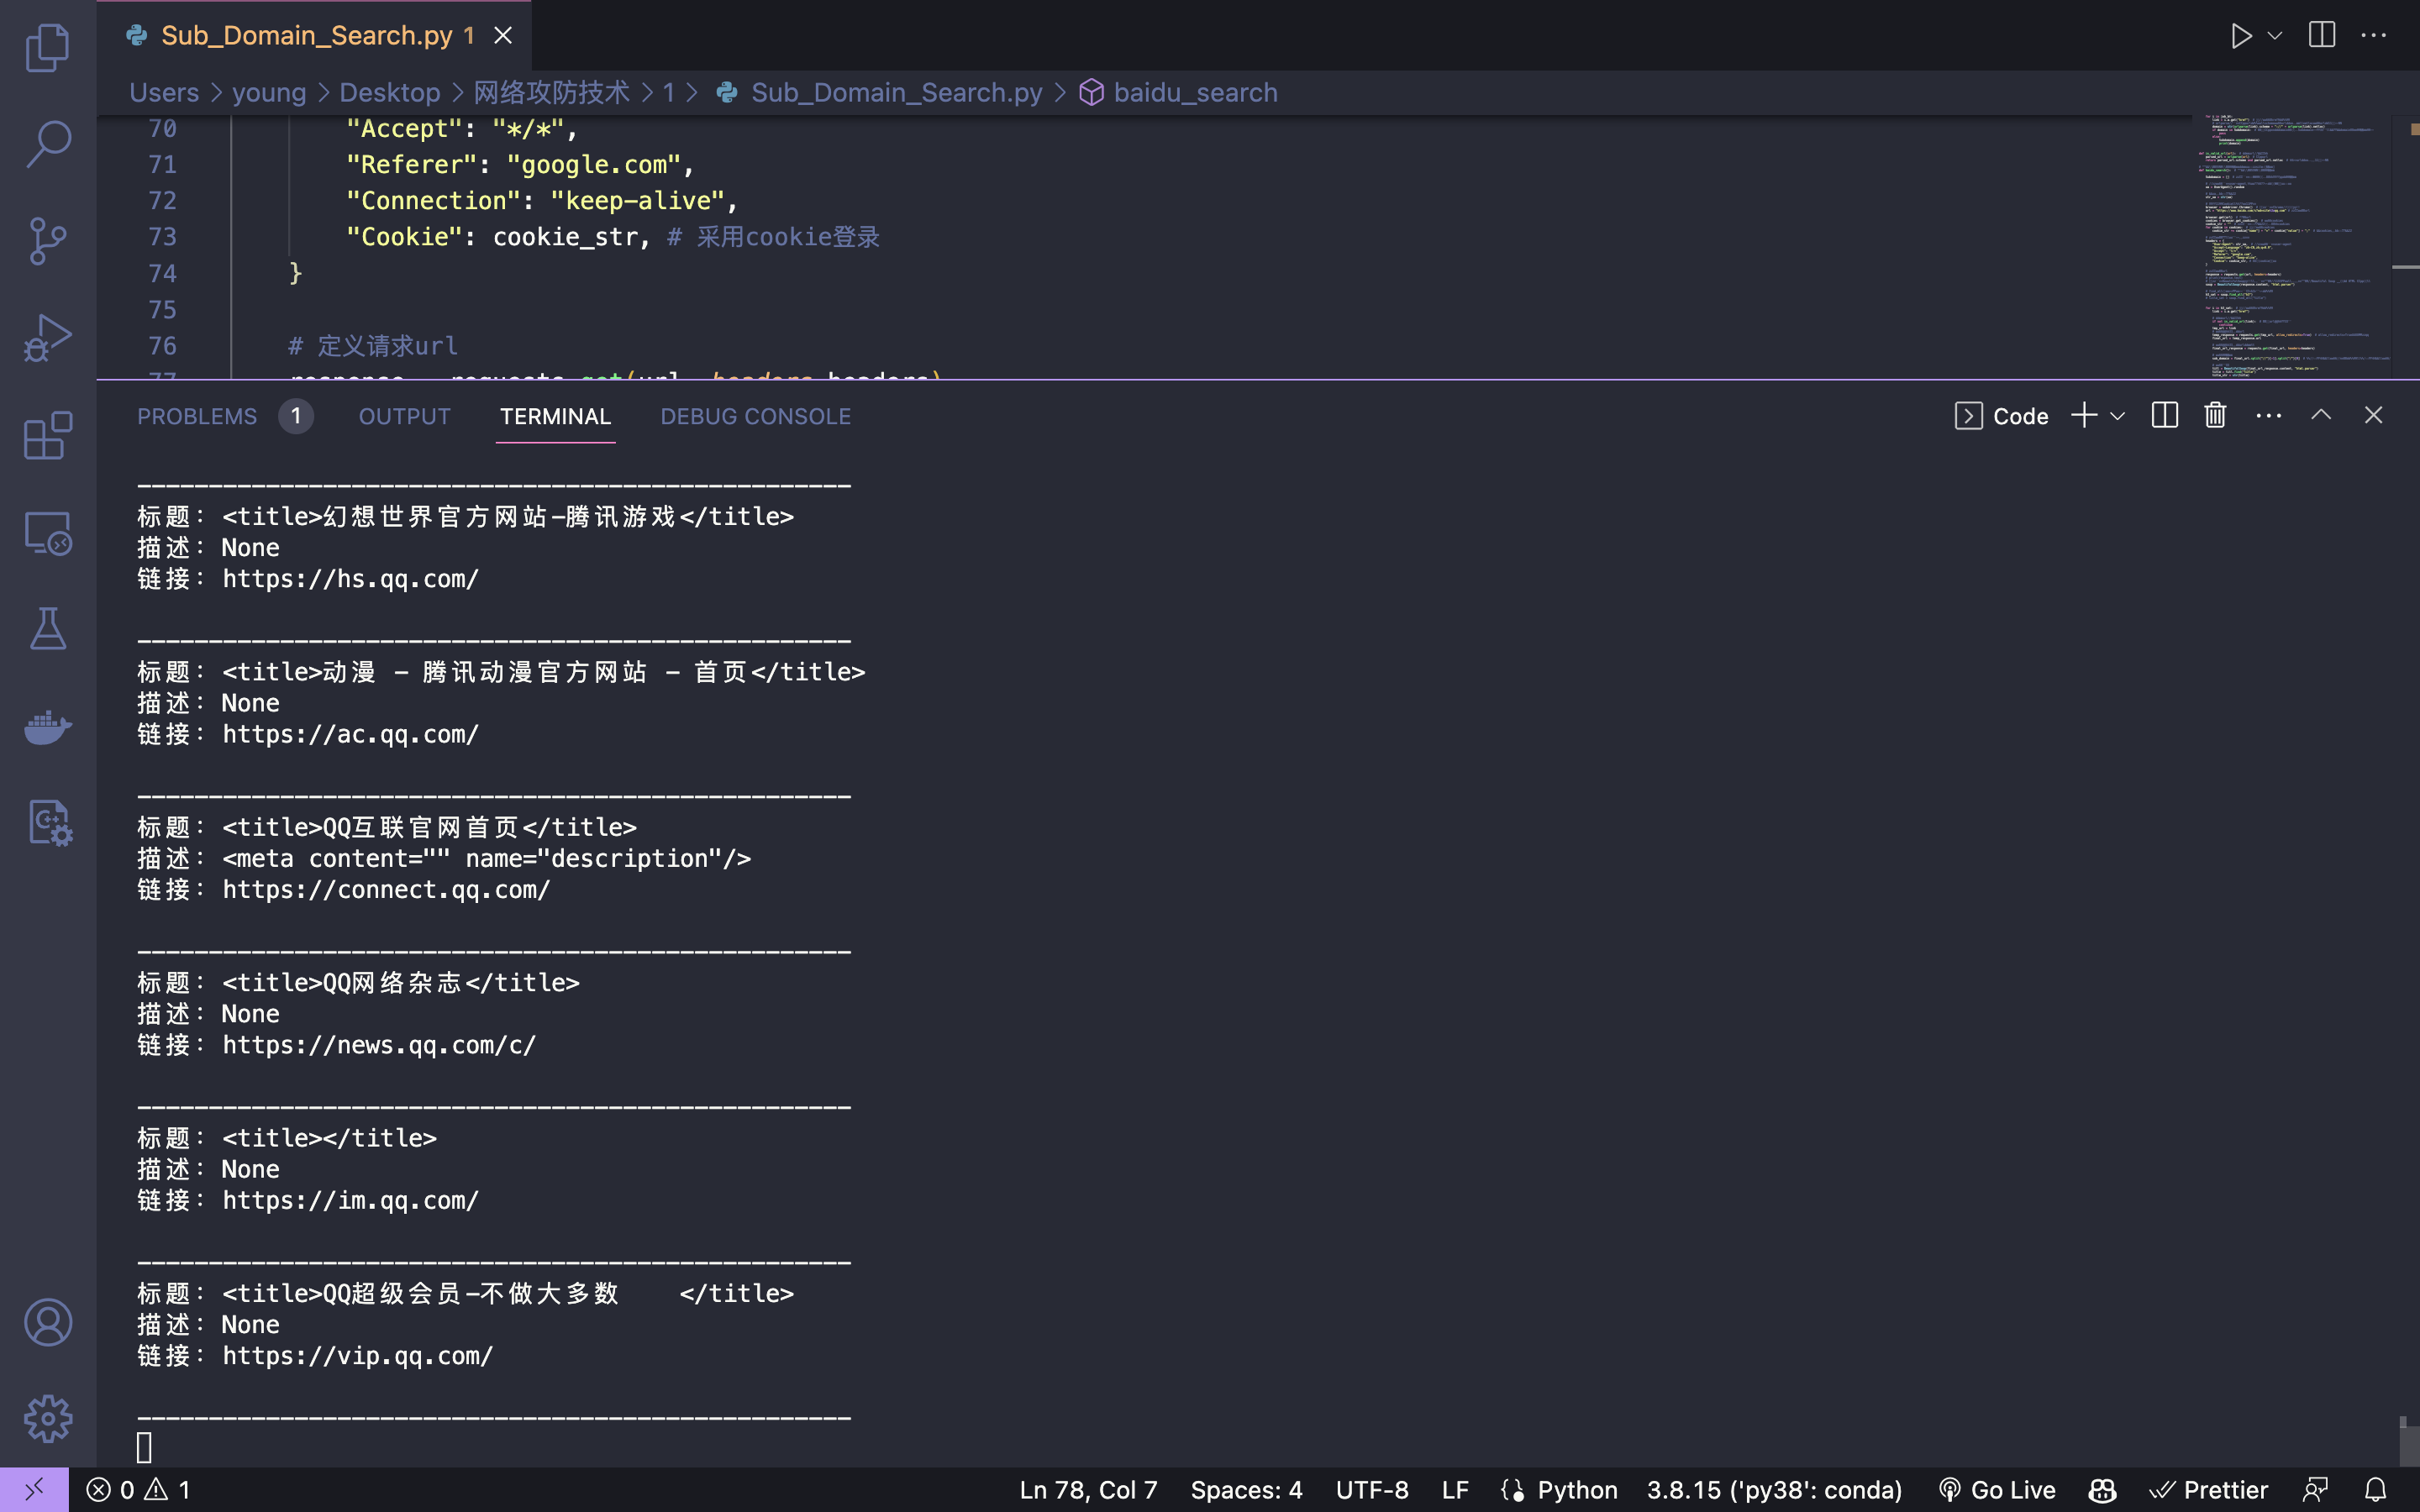 Sub_Domain_Search.py 1
Users > young > Desktop > 网络攻防技术 > 1 > Sub_Domain_Search.py > baidu_search
70 "Accept": "*/*",
71 "Referer": "google.com",
72 "Connection": "keep-alive",
73 "Cookie": cookie_str, # 采用cookie登录
74 }
75
76 # 定义请求url
PROBLEMS 1 OUTPUT TERMINAL DEBUG CONSOLE Code
标题: <title>幻想世界官方网站-腾讯游戏</title>
描述: None
链接: https://hs.qq.com/
标题: <title>动漫 - 腾讯动漫官方网站 - 首页</title>
描述: None
链接: https://ac.qq.com/
标题: <title>QQ互联官网首页</title>
描述: <meta content="" name="description"/>
链接: https://connect.qq.com/
标题: <title>QQ网络杂志</title>
描述: None
链接: https://news.qq.com/c/
标题: <title></title>
描述: None
链接: https://im.qq.com/
标题: <title>QQ超级会员-不做大多数    </title>
描述: None
链接: https://vip.qq.com/
0 1 Ln 78, Col 7 Spaces: 4 UTF-8 LF Python 3.8.15 ('py38': conda) Go Live Prettier